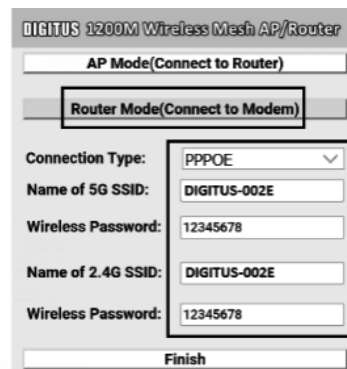 DIGITUS 1200M Wireless Mesh AP/Router
AP Mode(Connect to Router)
Router Mode(Connect to Modem)
Connection Type: PPPOE
Name of 5G SSID: DIGITUS-002E
Wireless Password: 12345678
Name of 2.4G SSID: DIGITUS-002E
Wireless Password: 12345678
Finish